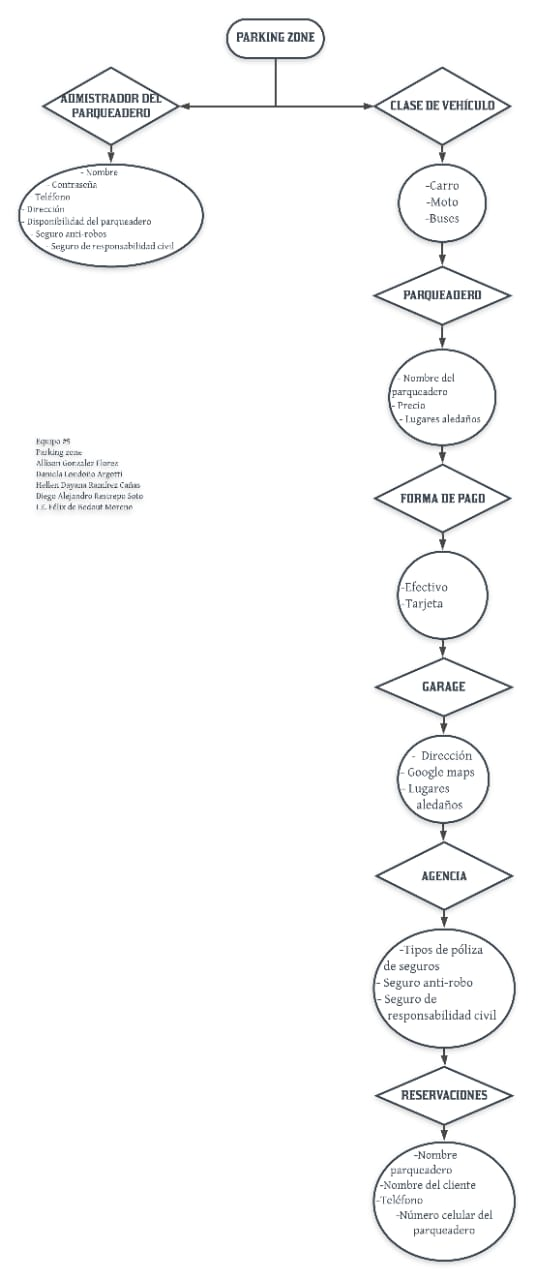 PARKING ZONE
ADMISTRADOR DEL
PARQUEADERO
- Nombre
- Contraseña
Teléfono
- Dirección
- Disponibilidad del parqueadero
- Seguro anti-robos
- Seguro de responsabilidad civil
CLASE DE VEHÍCULO
-Carro
-Moto
-Buses
PARQUEADERO
- Nombre del
parqueadero
- Precio
- Lugares aledaños
FORMA DE PAGO
-Efectivo
-Tarjeta
GARAGE
- Dirección
- Google maps
- Lugares
aledaños
AGENCIA
-Tipos de póliza
de seguros
- Seguro anti-robo
- Seguro de
responsabilidad civil
RESERVACIONES
-Nombre
parqueadero
-Nombre del cliente
-Teléfono
-Número celular del
parqueadero
Equipo #9
Parking zone
Allison Gonzalez Florez
Daniela Londoño Argotti
Hellen Dayana Ramírez Cañas
Diego Alejandro Restrepo Soto
I.E. Félix de Bedout Moreno